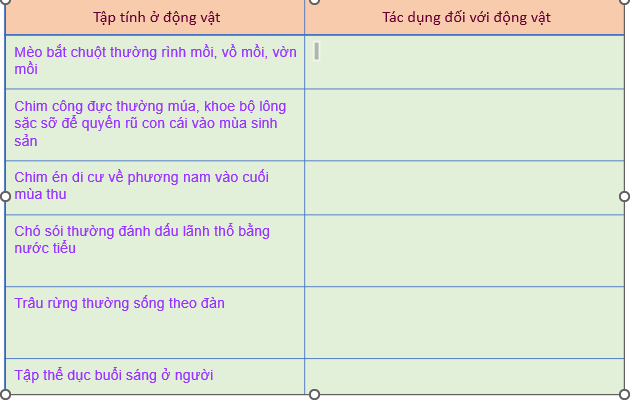 Tập tính ở động vật
Tác dụng đối với động vật
Mèo bắt chuột thường rình mồi, vồ mồi, vờn
mồi
Chim công đực thường múa, khoe bộ lông
sặc sỡ để quyến rũ con cái vào mùa sinh
sản
Chim én di cư về phương nam vào cuối
mùa thu
Chó sói thường đánh dấu lãnh thổ bằng
nước tiểu
Trâu rừng thường sống theo đàn
Tập thể dục buổi sáng ở người